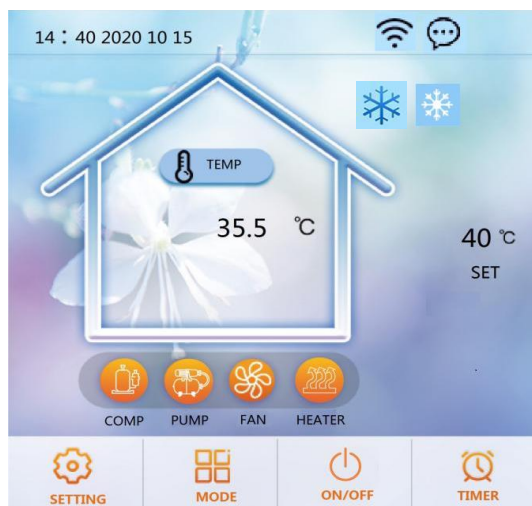 14：40 2020 10 15
TEMP
35.5 ℃
40 ℃
SET
COMP PUMP FAN HEATER
SETTING MODE ON/OFF TIMER